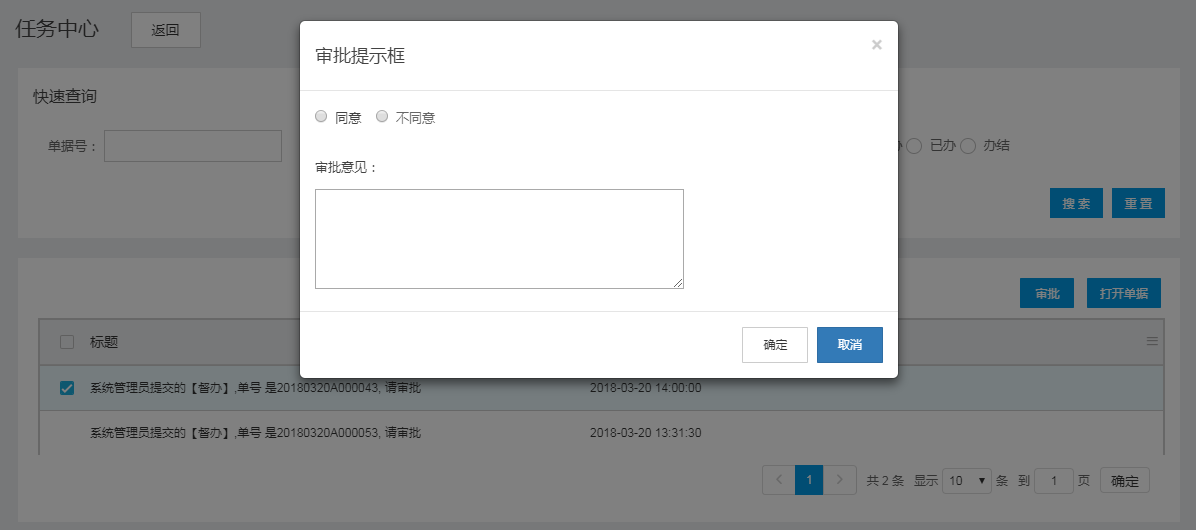 任务中心 返回
审批提示框 ×
快速查询
同意 不同意
单据号：
已办 办结
审批意见：
搜索 重置
审批 打开单据
标题
确定 取消
系统管理员提交的【督办】,单号 是20180320A000043, 请审批 2018-03-20 14:00:00
系统管理员提交的【督办】,单号 是20180320A000053, 请审批 2018-03-20 13:31:30
< 1 > 共 2 条 显示 10 条 到 1 页 确定